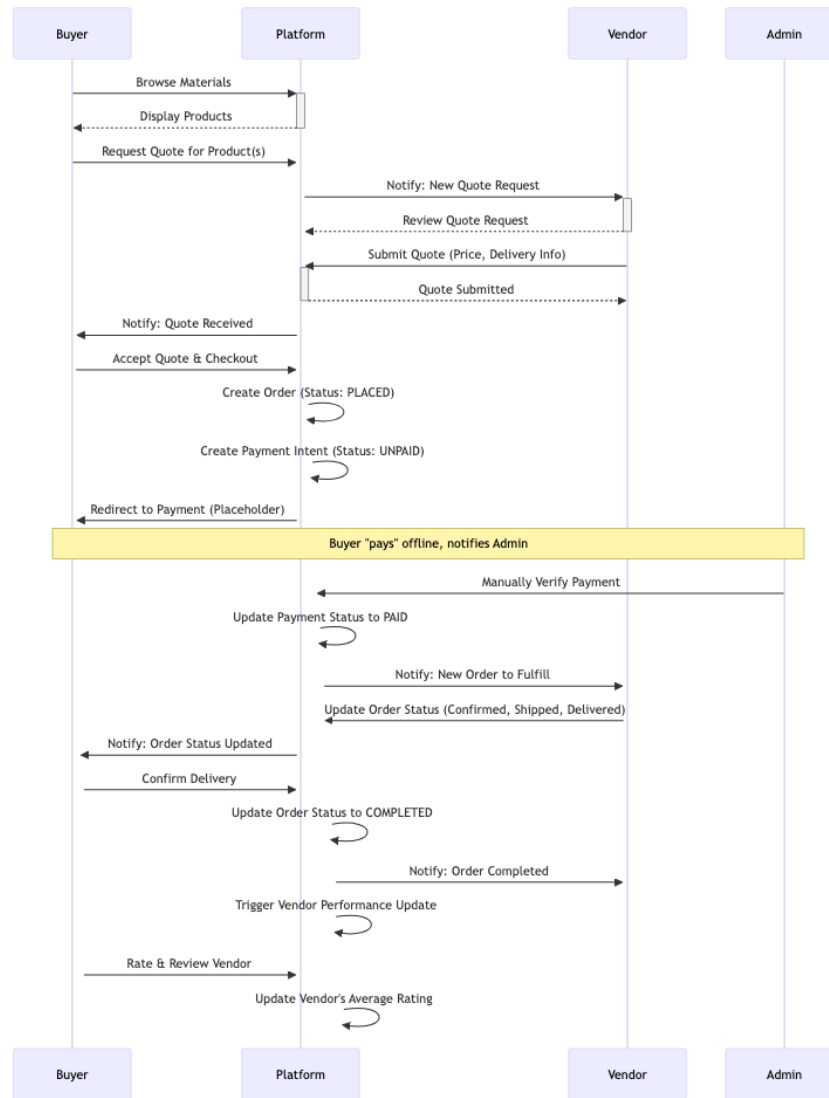 Buyer
Platform
Vendor
Admin
Browse Materials
Display Products
Request Quote for Product(s)
Notify: New Quote Request
Review Quote Request
Submit Quote (Price, Delivery Info)
Quote Submitted
Notify: Quote Received
Accept Quote & Checkout
Create Order (Status: PLACED)
Create Payment Intent (Status: UNPAID)
Redirect to Payment (Placeholder)
Buyer "pays" offline, notifies Admin
Manually Verify Payment
Update Payment Status to PAID
Notify: New Order to Fulfill
Update Order Status (Confirmed, Shipped, Delivered)
Notify: Order Status Updated
Confirm Delivery
Update Order Status to COMPLETED
Notify: Order Completed
Trigger Vendor Performance Update
Rate & Review Vendor
Update Vendor's Average Rating
Buyer
Platform
Vendor
Admin